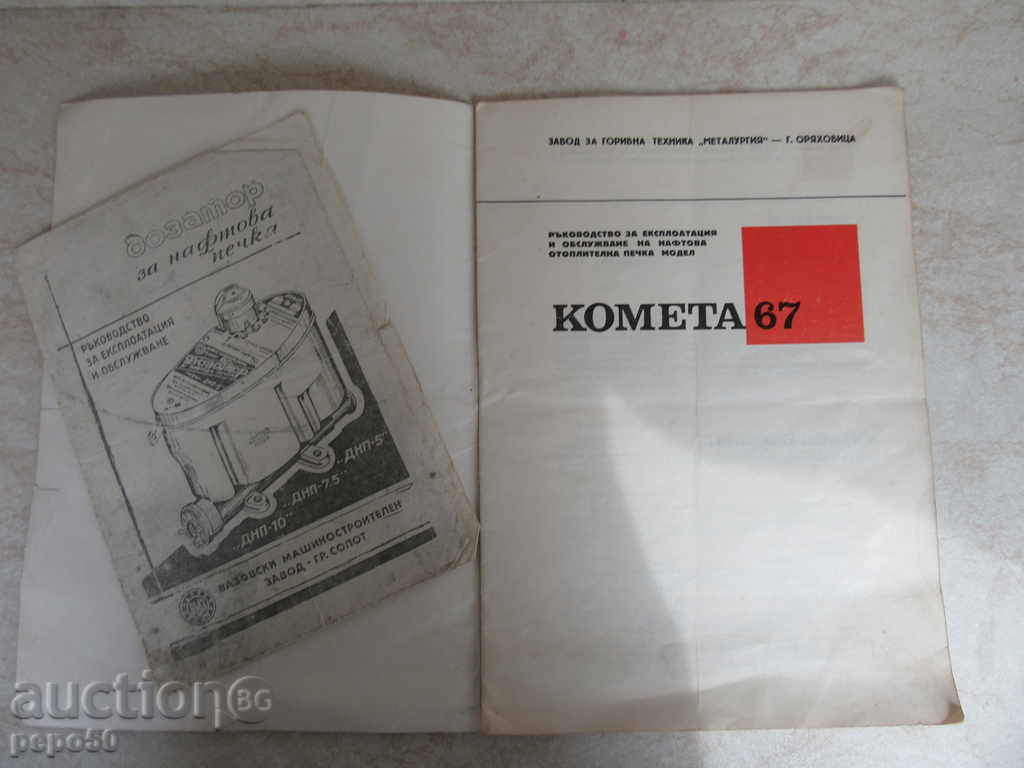 дозатор
за нафтова
печка
РЪКОВОДСТВО
ЗА ЕКСПЛОАТАЦИЯ
И ОБСЛУЖВАНЕ
„ДНП-5"
„ДНП-7.5
„ДНП-10"
ВАЗОВСКИ МАШИНОСТРОИТЕЛЕН
ЗАВОД - ГР. СОПОТ
ЗАВОД ЗА ГОРИВНА ТЕХНИКА „МЕТАЛУРГИЯ" — Г. ОРЯХОВИЦА
РЪКОВОДСТВО ЗА ЕКСПЛОАТАЦИЯ
И ОБСЛУЖВАНЕ НА НАФТОВА
ОТОПЛИТЕЛНА ПЕЧКА МОДЕЛ
КОМЕТА 67
auction BG
pepo50